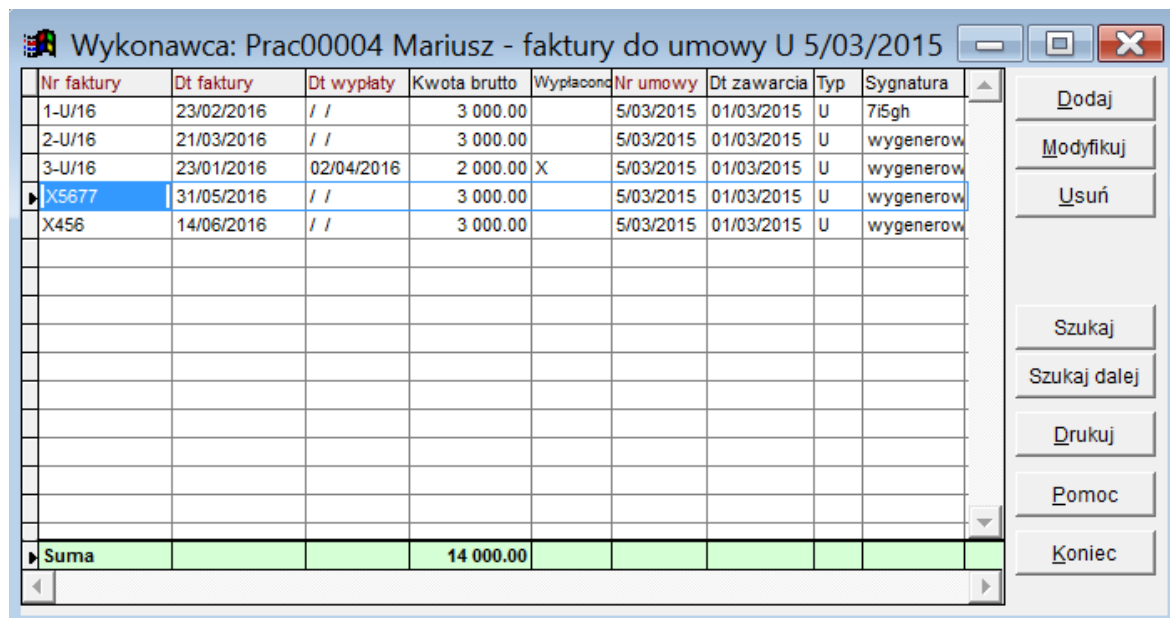 Wykonawca: Prac00004 Mariusz - faktury do umowy U 5/03/2015
Nr faktury Dt faktury Dt wypłaty Kwota brutto Wypłacono Nr umowy Dt zawarcia Typ Sygnatura
1-U/16 23/02/2016 / / 3 000.00 5/03/2015 01/03/2015 U 7i5gh
2-U/16 21/03/2016 / / 3 000.00 5/03/2015 01/03/2015 U wygenerow
3-U/16 23/01/2016 02/04/2016 2 000.00 X 5/03/2015 01/03/2015 U wygenerow
X5677 31/05/2016 / / 3 000.00 5/03/2015 01/03/2015 U wygenerow
X456 14/06/2016 / / 3 000.00 5/03/2015 01/03/2015 U wygenerow
Suma 14 000.00
Dodaj
Modyfikuj
Usuń
Szukaj
Szukaj dalej
Drukuj
Pomoc
Koniec